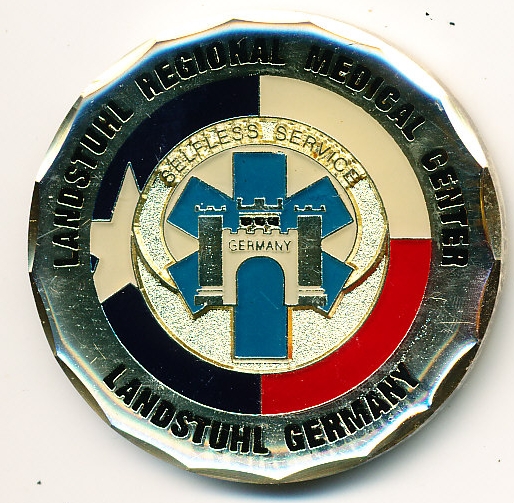 LANDSTUHL REGIONAL MEDICAL CENTER
SELFLESS SERVICE
GERMANY
LANDSTUHL GERMANY